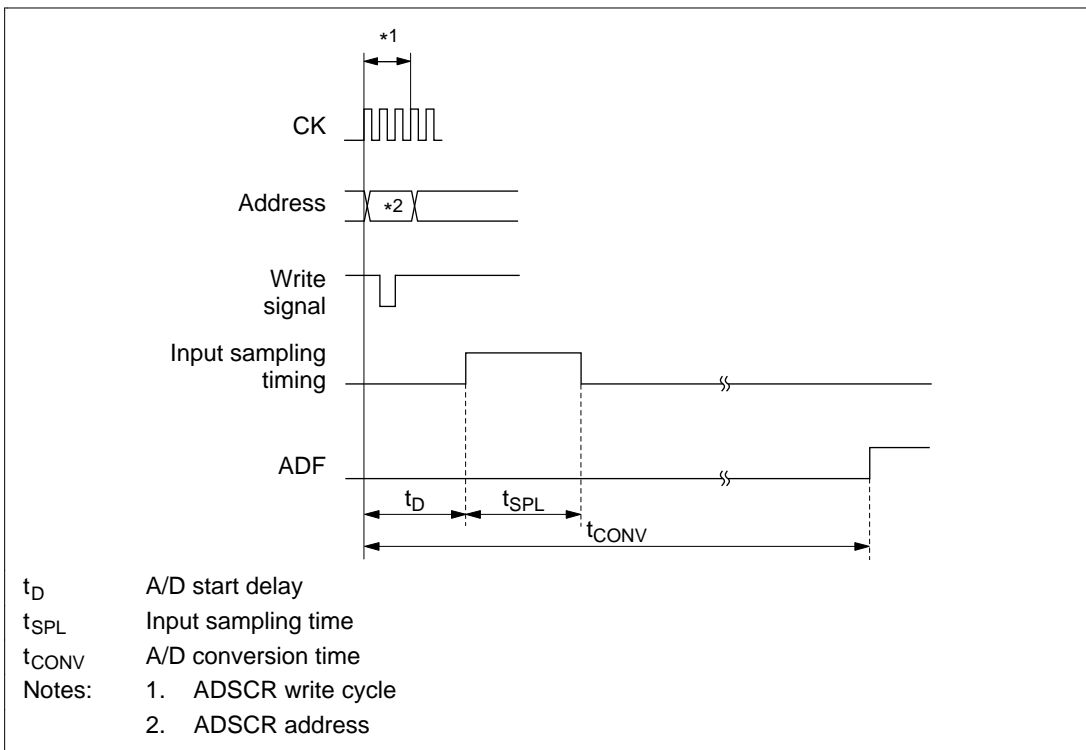 *1
CK
Address
*2
Write
signal
Input sampling
timing
ADF
tD
tSPL
tCONV
tD A/D start delay
tSPL Input sampling time
tCONV A/D conversion time
Notes: 1. ADSCR write cycle
2. ADSCR address